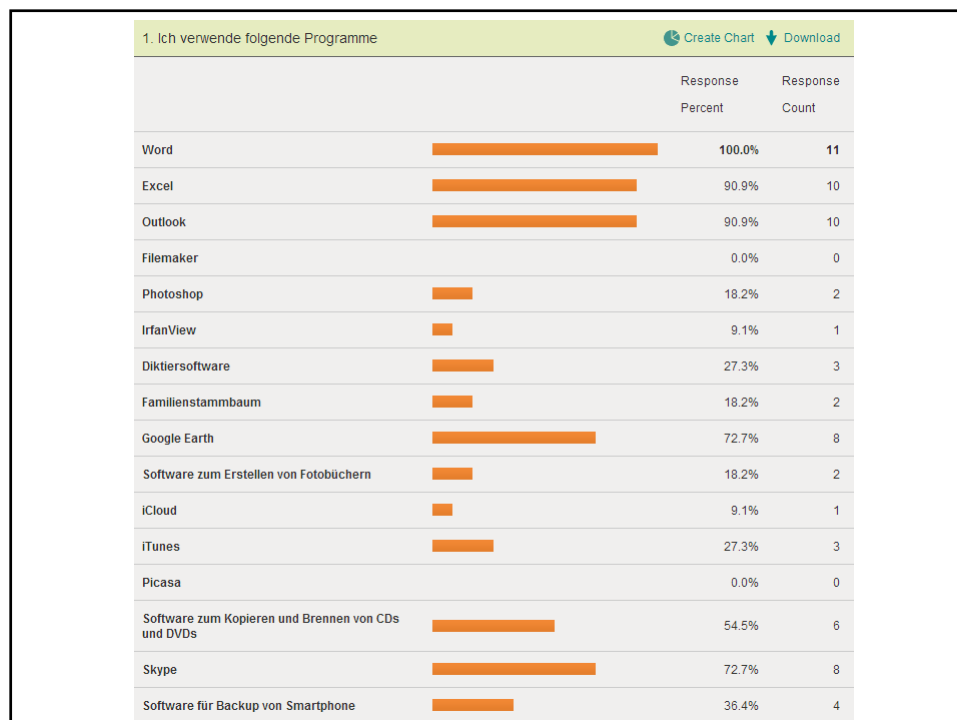 1. Ich verwende folgende Programme Create Chart Download
Response Response
Percent Count
Word 100.0% 11
Excel 90.9% 10
Outlook 90.9% 10
Filemaker 0.0% 0
Photoshop 18.2% 2
IrfanView 9.1% 1
Diktiersoftware 27.3% 3
Familienstammbaum 18.2% 2
Google Earth 72.7% 8
Software zum Erstellen von Fotobüchern 18.2% 2
iCloud 9.1% 1
iTunes 27.3% 3
Picasa 0.0% 0
Software zum Kopieren und Brennen von CDs
und DVDs 54.5% 6
Skype 72.7% 8
Software für Backup von Smartphone 36.4% 4